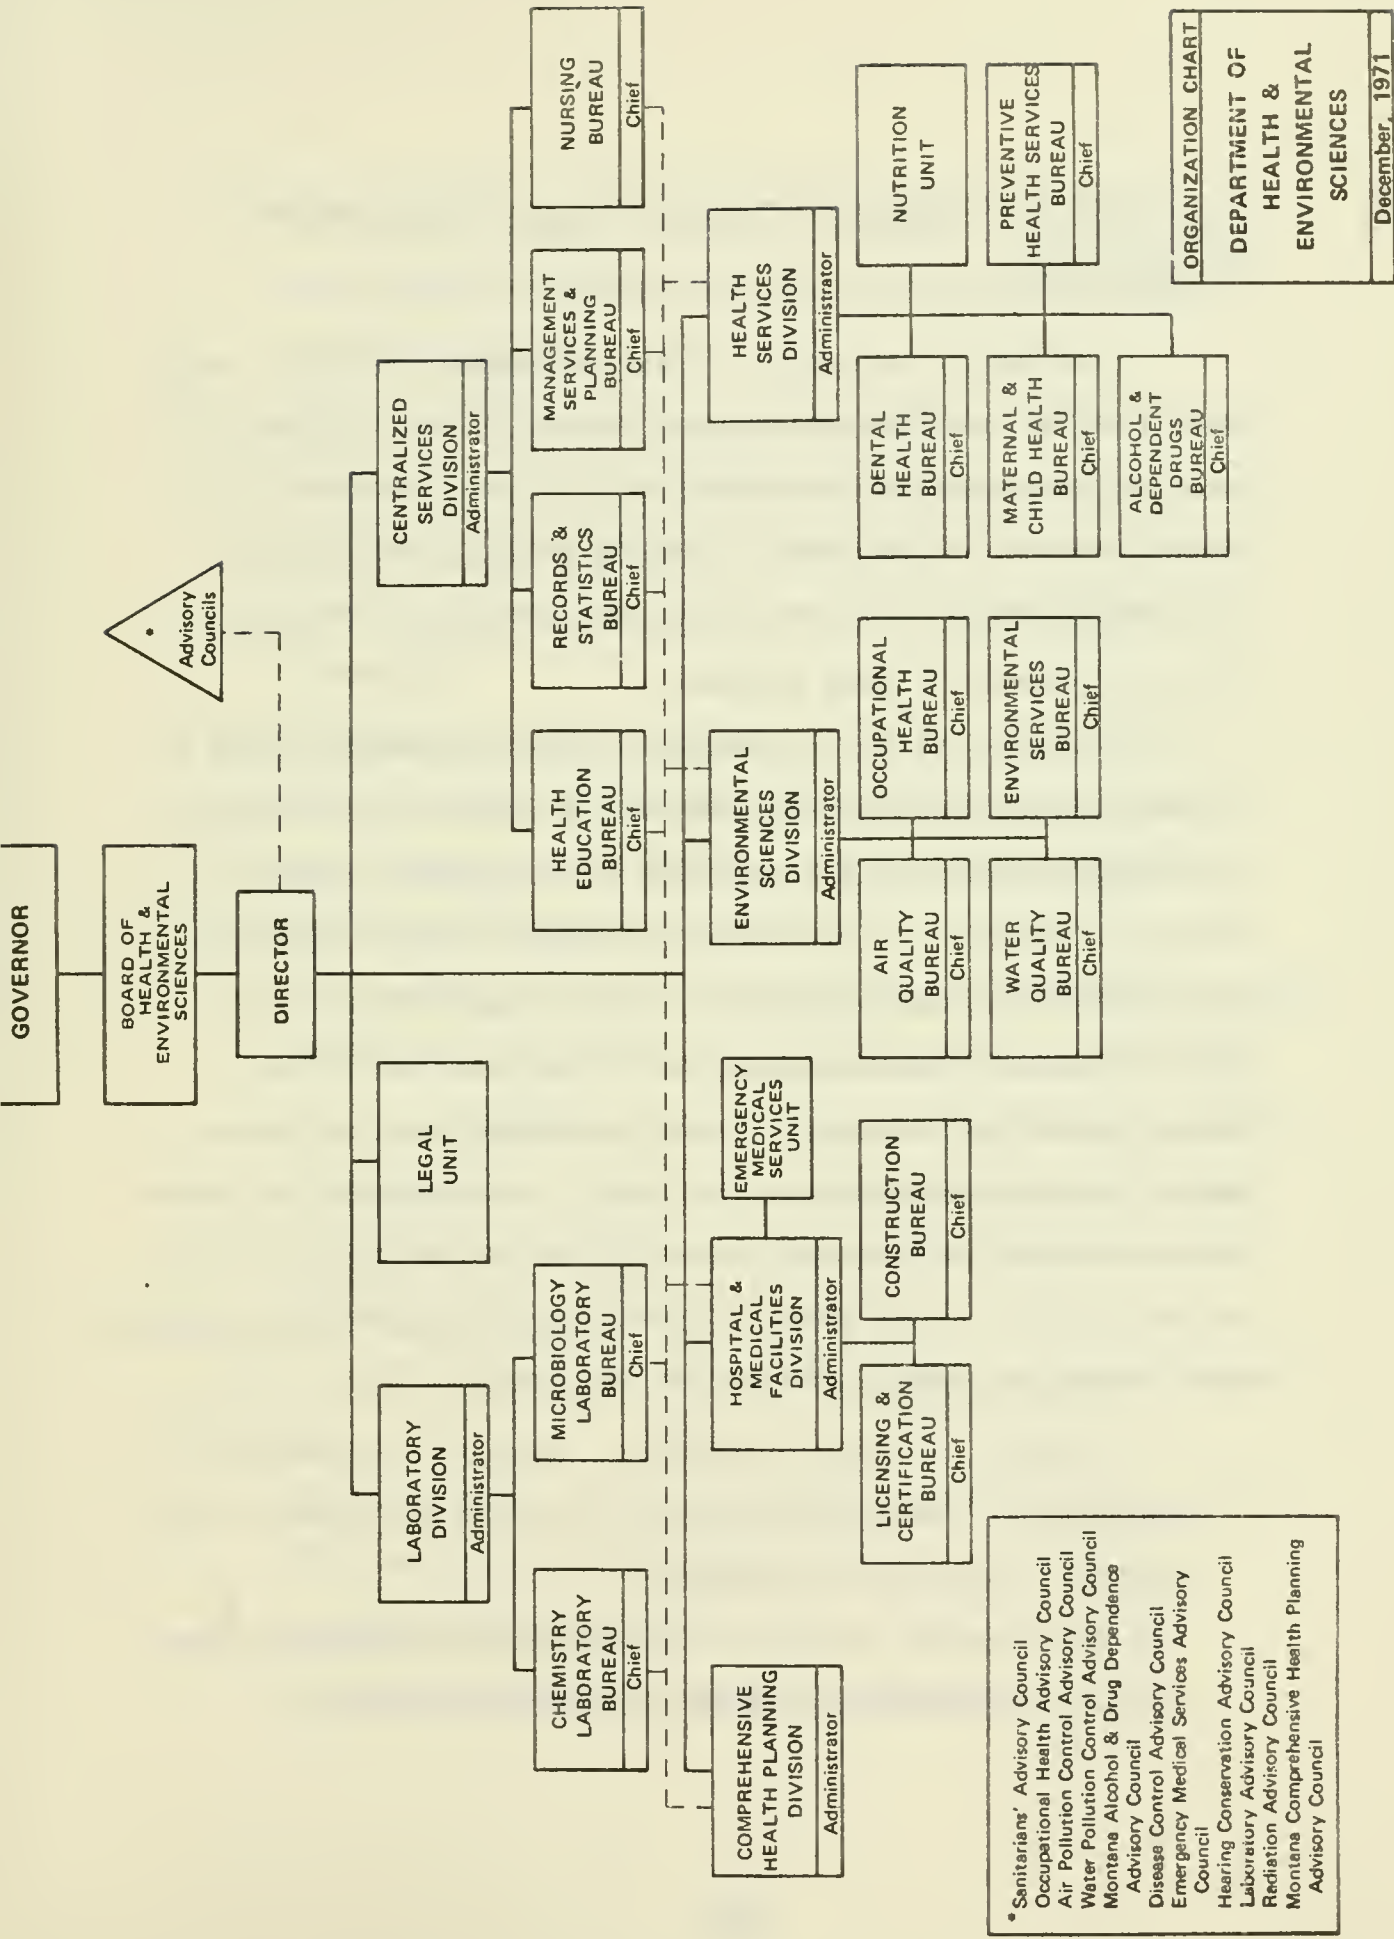 GOVERNOR
BOARD OF
HEALTH &
ENVIRONMENTAL
SCIENCES
DIRECTOR
*
Advisory
Councils
LABORATORY
DIVISION
Administrator
LEGAL
UNIT
CENTRALIZED
SERVICES
DIVISION
Administrator
CHEMISTRY
LABORATORY
BUREAU
Chief
MICROBIOLOGY
LABORATORY
BUREAU
Chief
HEALTH
EDUCATION
BUREAU
Chief
RECORDS &
STATISTICS
BUREAU
Chief
MANAGEMENT
SERVICES &
PLANNING
BUREAU
Chief
NURSING
BUREAU
Chief
COMPREHENSIVE
HEALTH PLANNING
DIVISION
Administrator
HOSPITAL &
MEDICAL
FACILITIES
DIVISION
Administrator
EMERGENCY
MEDICAL
SERVICES
UNIT
ENVIRONMENTAL
SCIENCES
DIVISION
Administrator
HEALTH
SERVICES
DIVISION
Administrator
LICENSING &
CERTIFICATION
BUREAU
Chief
CONSTRUCTION
BUREAU
Chief
AIR
QUALITY
BUREAU
Chief
OCCUPATIONAL
HEALTH
BUREAU
Chief
DENTAL
HEALTH
BUREAU
Chief
NUTRITION
UNIT
WATER
QUALITY
BUREAU
Chief
ENVIRONMENTAL
SERVICES
BUREAU
Chief
MATERNAL &
CHILD HEALTH
BUREAU
Chief
PREVENTIVE
HEALTH SERVICES
BUREAU
Chief
ALCOHOL &
DEPENDENT
DRUGS
BUREAU
Chief
* Sanitarians' Advisory Council
Occupational Health Advisory Council
Air Pollution Control Advisory Council
Water Pollution Control Advisory Council
Montana Alcohol & Drug Dependence
Advisory Council
Disease Control Advisory Council
Emergency Medical Services Advisory
Council
Hearing Conservation Advisory Council
Laboratory Advisory Council
Radiation Advisory Council
Montana Comprehensive Health Planning
Advisory Council
ORGANIZATION CHART
DEPARTMENT OF
HEALTH &
ENVIRONMENTAL
SCIENCES
December, 1971